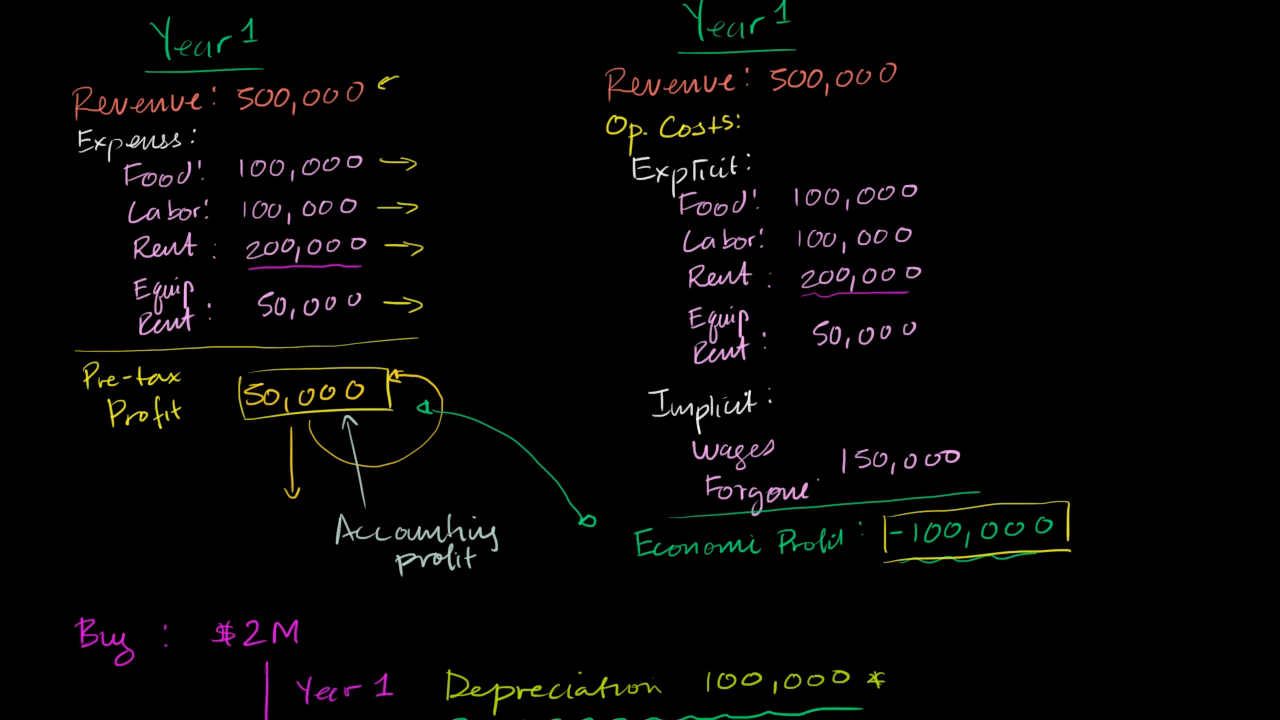 Year 1
Revenue: 500,000
Expenss:
Food: 100,000
Labor: 100,000
Rent : 200,000
Equip
Rent : 50,000
Pre-tax
Profit 50,000
Accounting
profit
Year 1
Revenue: 500,000
Op. Costs:
Explicit:
Food: 100,000
Labor: 100,000
Rent : 200,000
Equip
Rent : 50,000
Implicit :
Wages
Forgone : 150,000
Economic Profit : -100,000
Buy : $2M
Year 1 Depreciation 100,000 *